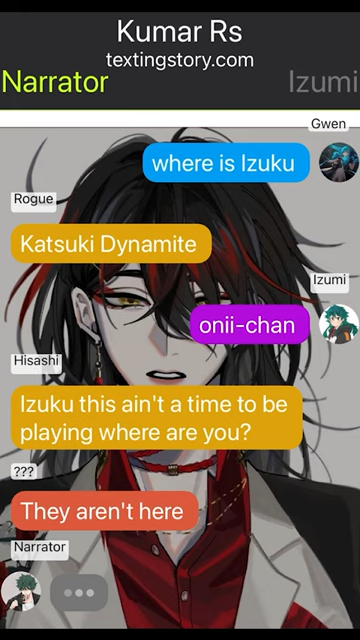 Kumar Rs
textingstory.com
Narrator
Izumi
Gwen
where is Izuku
Rogue
Katsuki Dynamite
Izumi
onii-chan
Hisashi
Izuku this ain't a time to be
playing where are you?
???
They aren't here
Narrator